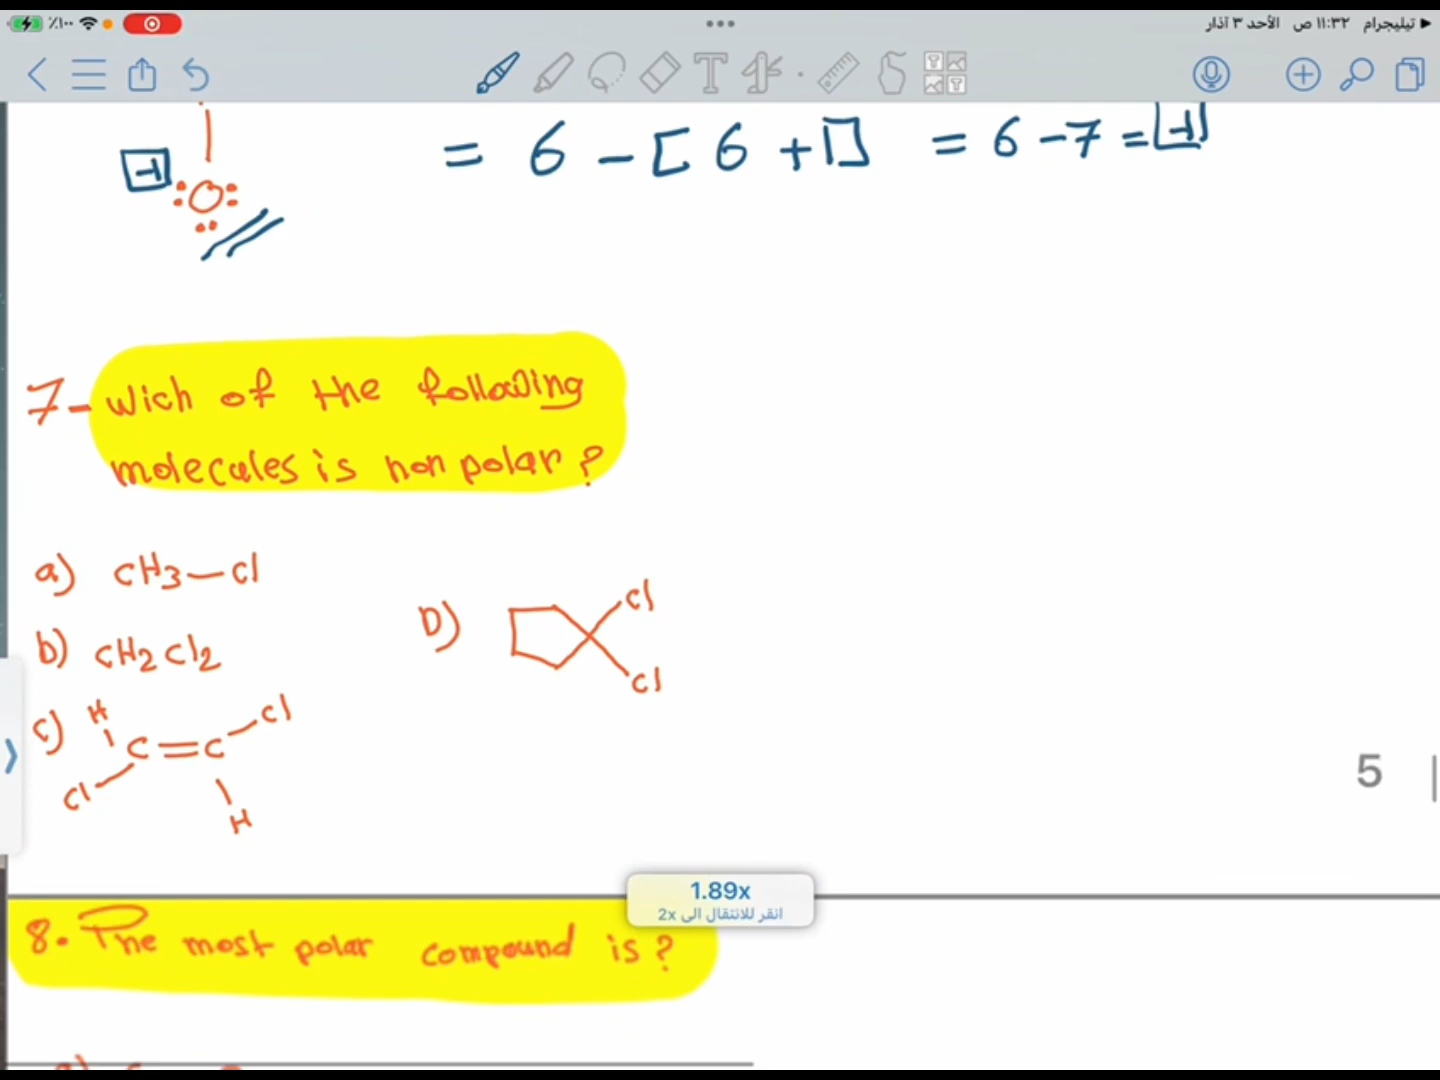 ٪١٠٠
◀ تيليجرام ١١:٣٢ ص الأحد ٣ آذار
= 6 - [6 + 1] = 6 - 7 = -1
-1
:O:
7- Wich of the following
molecules is non polar?
a) CH3-Cl
b) CH2Cl2
c) H Cl
C=C
Cl H
D) Cl
Cl
5
1.89x
انقر للانتقال الى 2x
8. The most polar compound is?